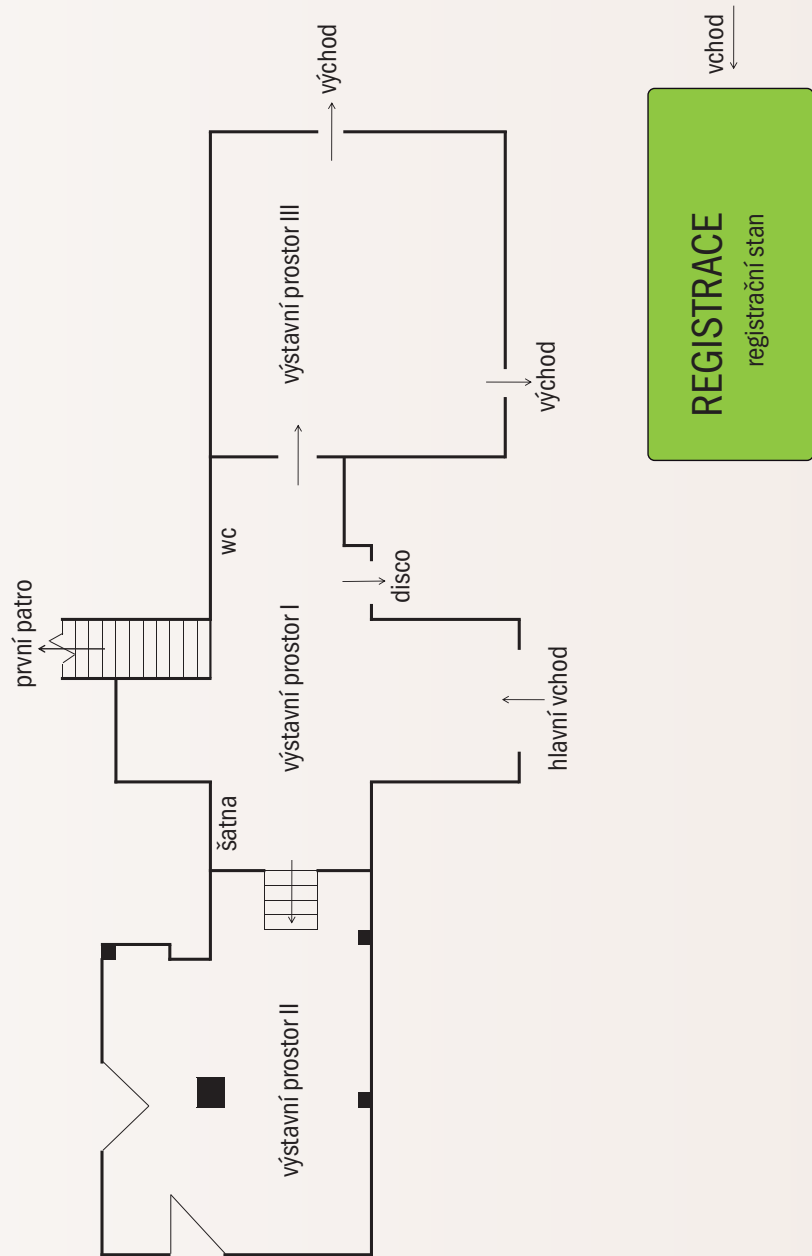 první patro
šatna
wc
výstavní prostor II
výstavní prostor I
výstavní prostor III
východ
disco
hlavní vchod
východ
REGISTRACE
registrační stan
vchod